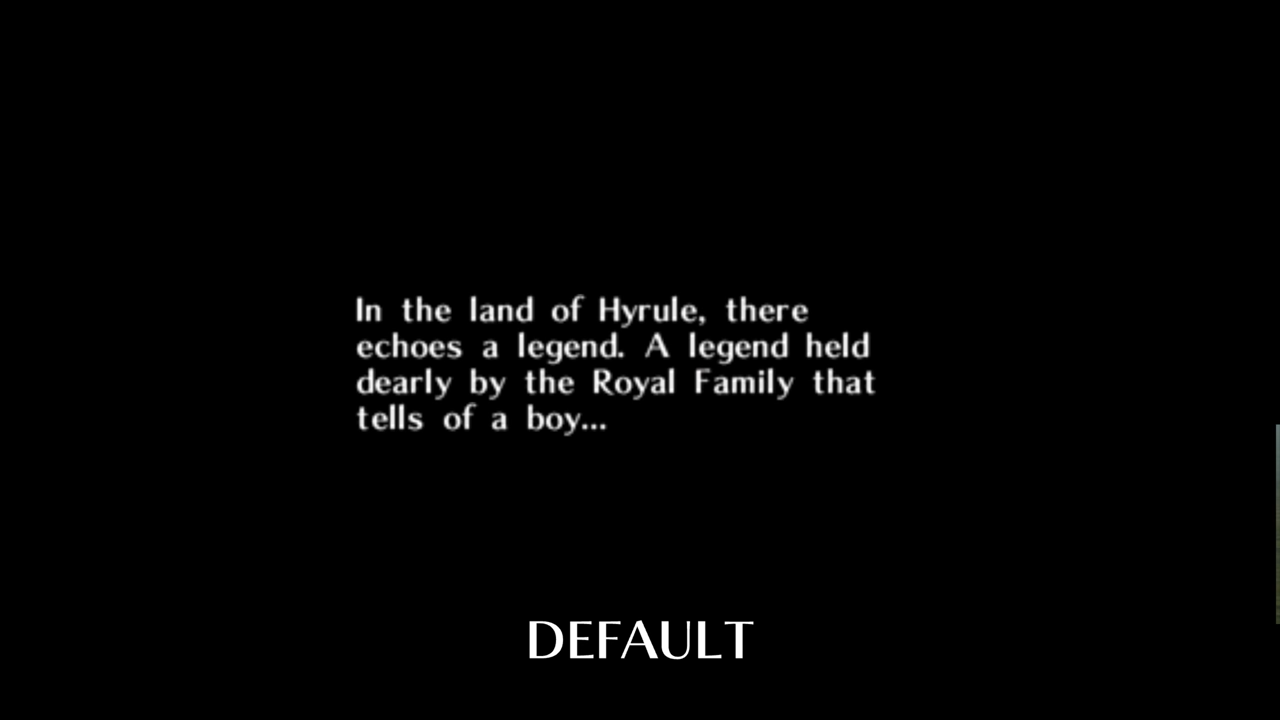 In the land of Hyrule, there
echoes a legend. A legend held
dearly by the Royal Family that
tells of a boy...
DEFAULT